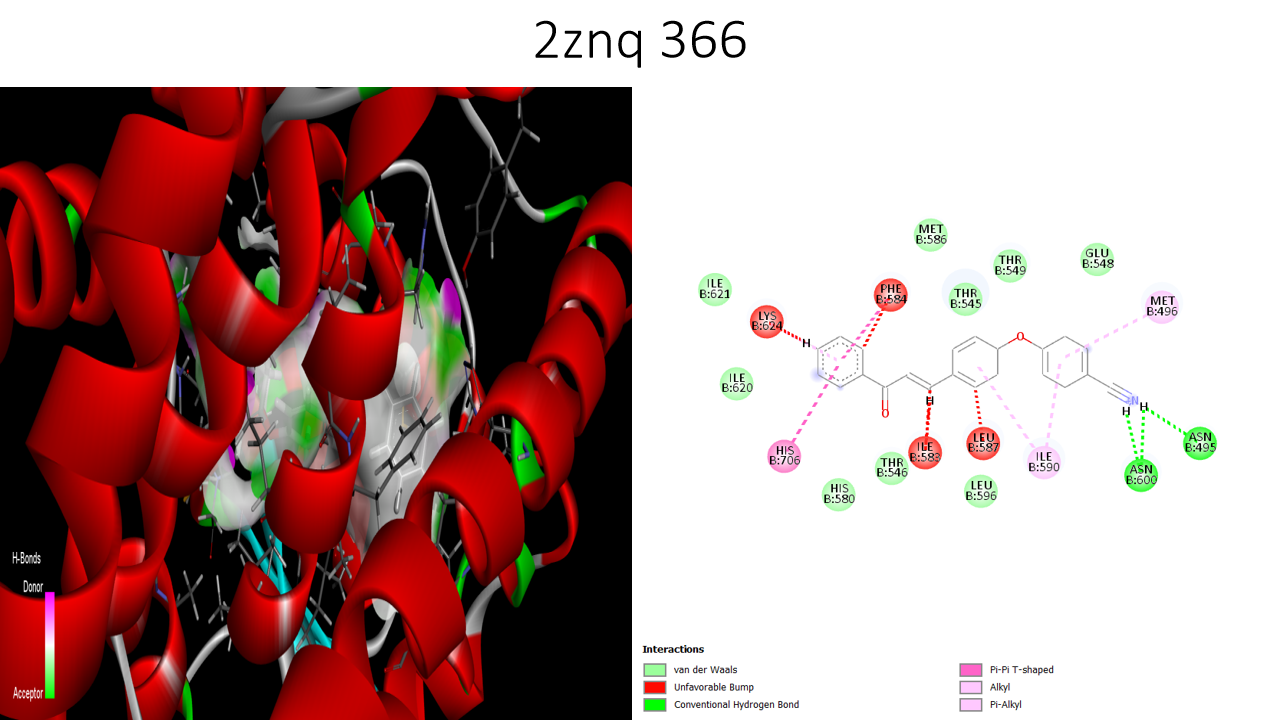 2znq 366
H-Bonds
Donor
Acceptor
MET
B:586
THR
B:549
GLU
B:548
ILE
B:621
PHE
B:584
THR
B:545
MET
B:496
LYS
B:624
H
O
ILE
B:620
O
H
N
H
H
HIS
B:706
ILE
B:583
LEU
B:587
ASN
B:495
THR
B:546
ILE
B:590
ASN
B:600
HIS
B:580
LEU
B:596
Interactions
van der Waals
Unfavorable Bump
Conventional Hydrogen Bond
Pi-Pi T-shaped
Alkyl
Pi-Alkyl